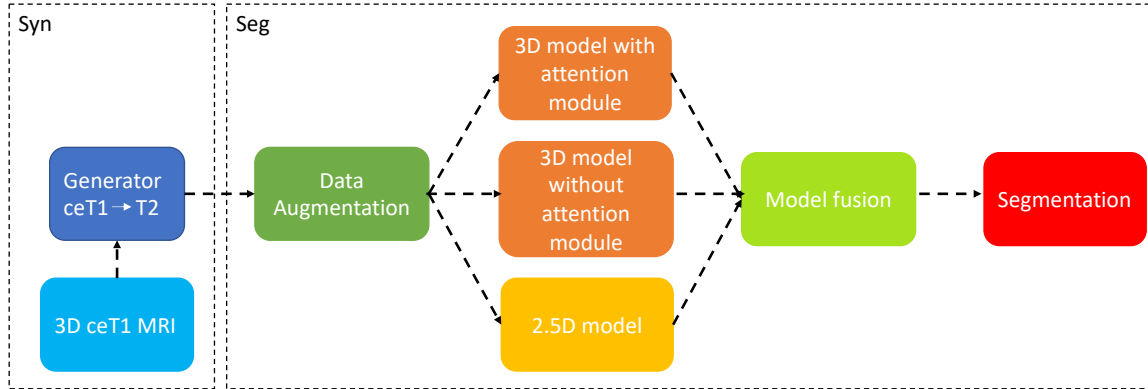 Syn
Seg
3D model with
attention
module
Generator
ceT1→T2
Data
Augmentation
3D model
without
attention
module
Model fusion
Segmentation
3D ceT1 MRI
2.5D model